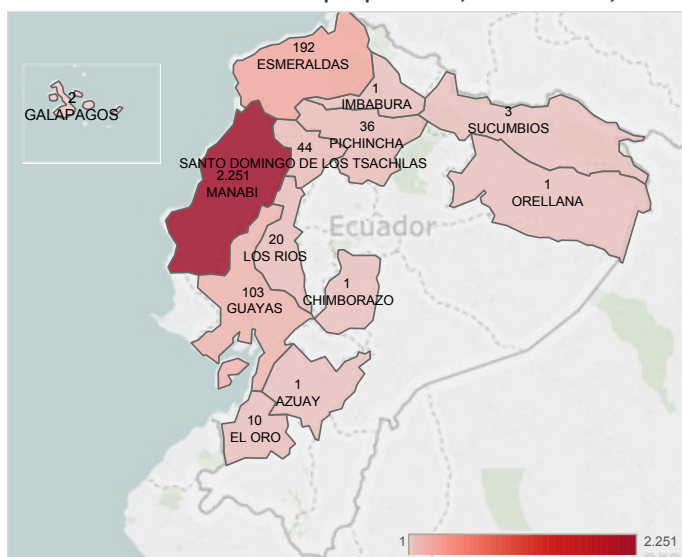 192
ESMERALDAS
2
GALAPAGOS
1
IMBABURA
3
SUCUMBIOS
36
PICHINCHA
44
SANTO DOMINGO DE LOS TSACHILAS
2.251
MANABI
1
ORELLANA
Ecuador
20
LOS RIOS
1
CHIMBORAZO
103
GUAYAS
1
AZUAY
10
EL ORO
1
2.251